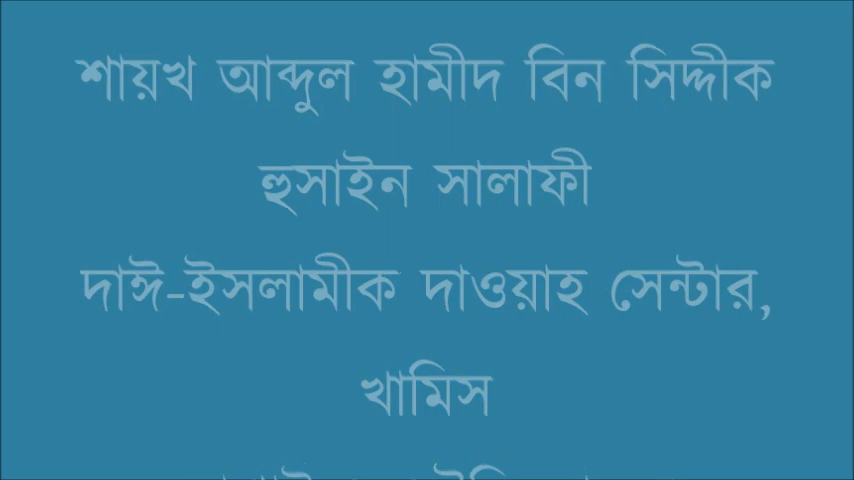 শায়খ আব্দুল হামীদ বিন সিদ্দীক
হুসাইন সালাফী
দাঈ-ইসলামীক দাওয়াহ সেন্টার,
খামিস